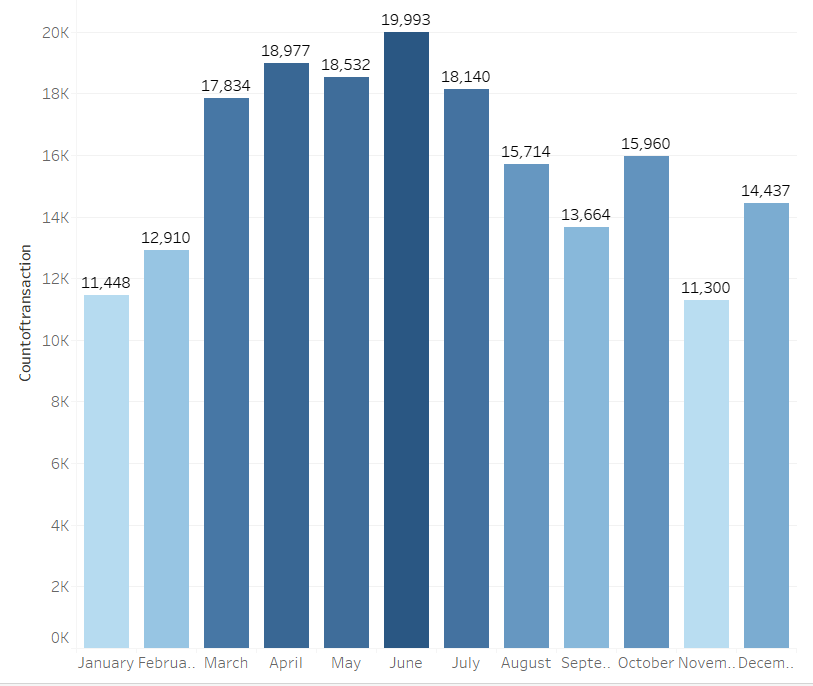 20K
18K
16K
14K
12K
10K
8K
6K
4K
2K
0K
Countoftransaction
11,448
12,910
17,834
18,977
18,532
19,993
18,140
15,714
13,664
15,960
11,300
14,437
January Februa.. March April May June July August Septe.. October Novem.. Decem..